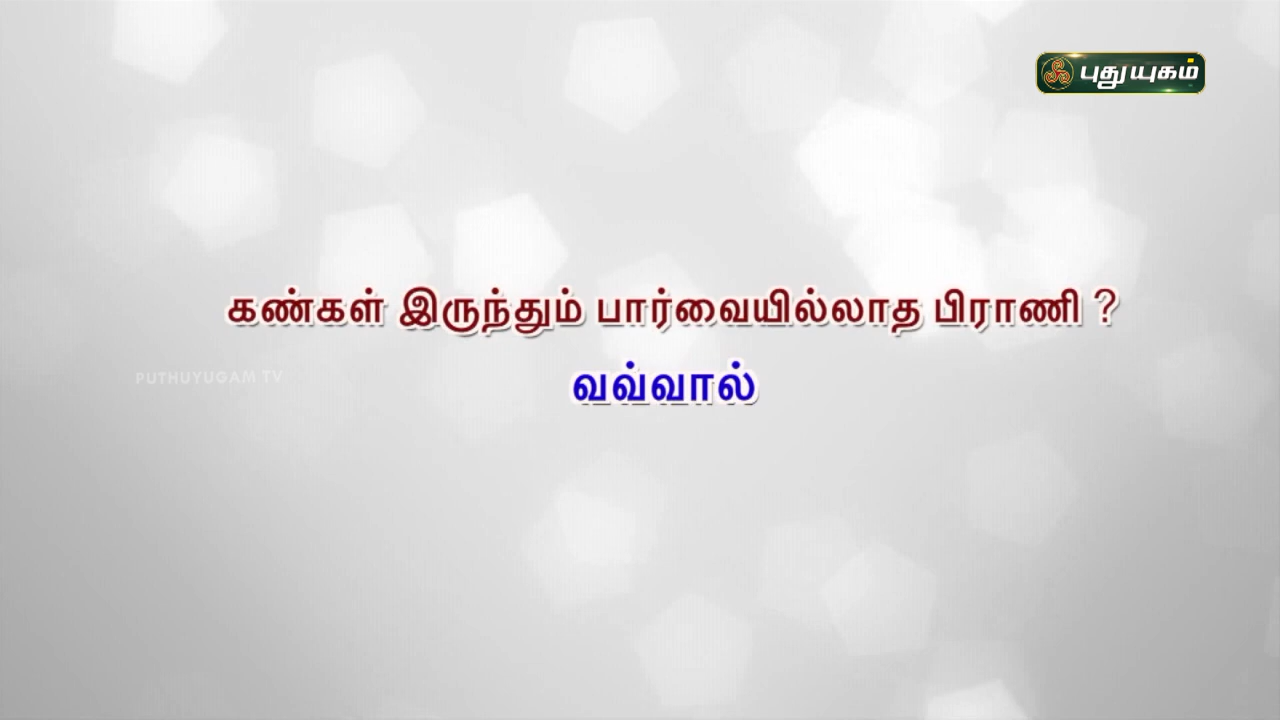 புதுயுகம்
கண்கள் இருந்தும் பார்வையில்லாத பிராணி ?
PUTHUYUGAM TV
வவ்வால்